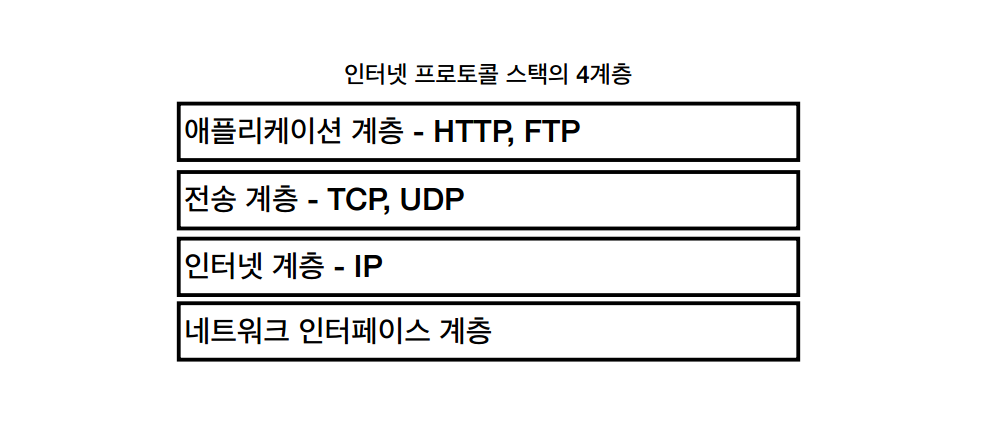 인터넷 프로토콜 스택의 4계층
애플리케이션 계층 - HTTP, FTP
전송 계층 - TCP, UDP
인터넷 계층 - IP
네트워크 인터페이스 계층